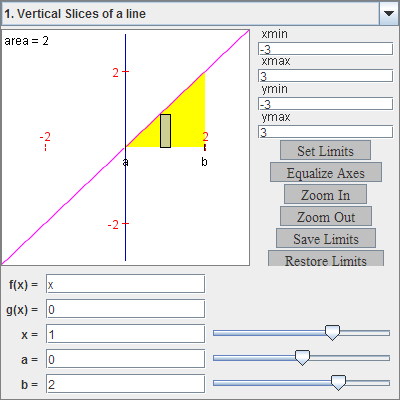 1. Vertical Slices of a line
area = 2
2
-2
2
a
b
-2
xmin
-3
xmax
3
ymin
-3
ymax
3
Set Limits
Equalize Axes
Zoom In
Zoom Out
Save Limits
Restore Limits
f(x) = x
g(x) = 0
x = 1
a = 0
b = 2